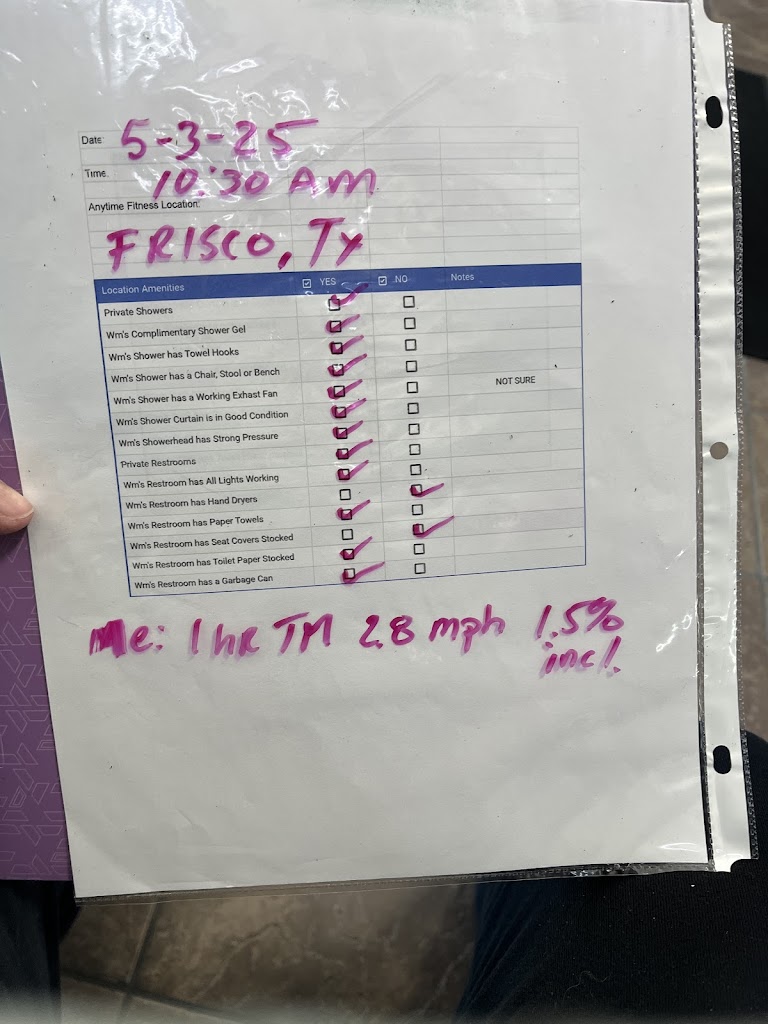 Date: 5-3-25
Time: 10:30 AM
Anytime Fitness Location:
FRISCO, TX
Location Amenities ☑ YES ☑ NO Notes
Private Showers
Wm's Complimentary Shower Gel
Wm's Shower has Towel Hooks
Wm's Shower has a Chair, Stool or Bench
Wm's Shower has a Working Exhast Fan NOT SURE
Wm's Shower Curtain is in Good Condition
Wm's Showerhead has Strong Pressure
Private Restrooms
Wm's Restroom has All Lights Working
Wm's Restroom has Hand Dryers
Wm's Restroom has Paper Towels
Wm's Restroom has Seat Covers Stocked
Wm's Restroom has Toilet Paper Stocked
Wm's Restroom has a Garbage Can
Me: 1 hr TM 2.8 mph 1.5%
incl.